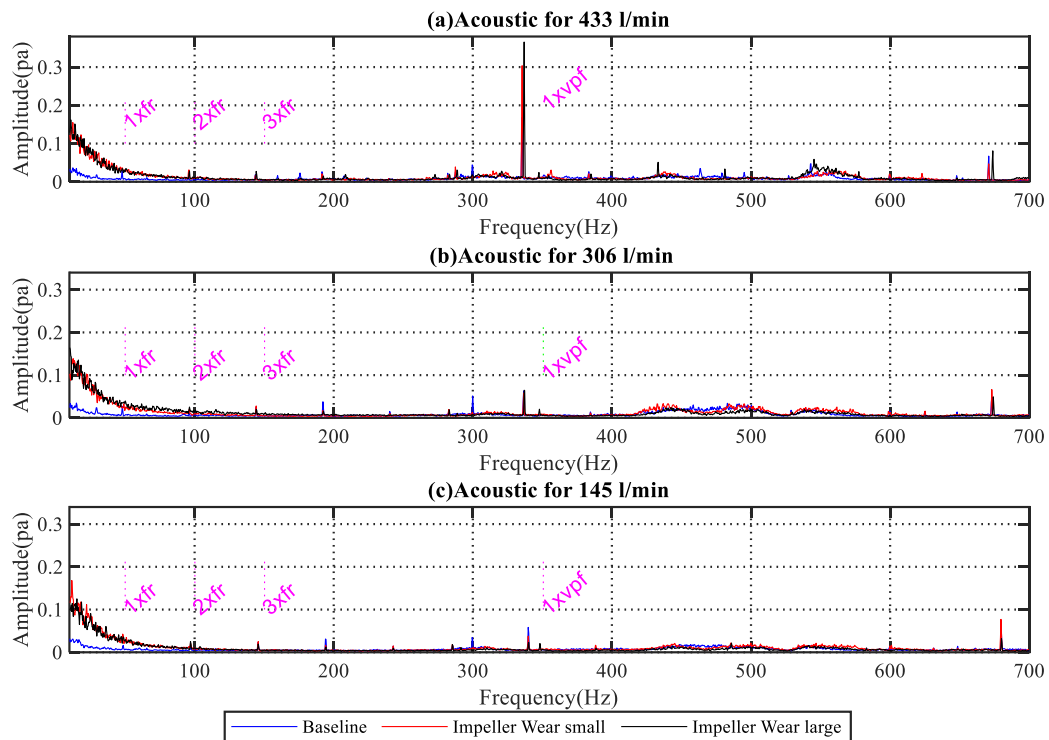 (a)Acoustic for 433 l/min
Amplitude(pa)
0.3
0.2
0.1
0
1xfr
2xfr
3xfr
1xvpf
100
200
300
400
500
600
700
Frequency(Hz)
(b)Acoustic for 306 l/min
Amplitude(pa)
0.3
0.2
0.1
0
1xfr
2xfr
3xfr
1xvpf
100
200
300
400
500
600
700
Frequency(Hz)
(c)Acoustic for 145 l/min
Amplitude(pa)
0.3
0.2
0.1
0
1xfr
2xfr
3xfr
1xvpf
100
200
300
400
500
600
700
Frequency(Hz)
Baseline
Impeller Wear small
Impeller Wear large